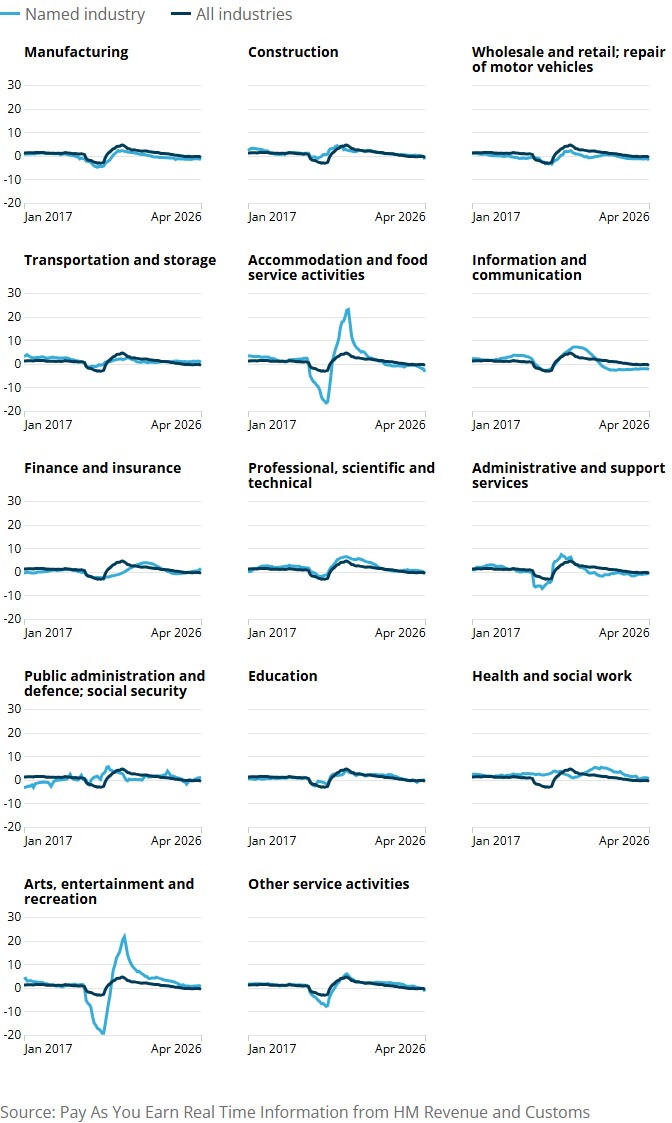 Named industry All industries
Manufacturing Construction Wholesale and retail; repair
of motor vehicles
30
20
10
0
-10
-20
Jan 2017 Apr 2026 Jan 2017 Apr 2026 Jan 2017 Apr 2026
Transportation and storage Accommodation and food Information and
service activities communication
30
20
10
0
-10
-20
Jan 2017 Apr 2026 Jan 2017 Apr 2026 Jan 2017 Apr 2026
Finance and insurance Professional, scientific and Administrative and support
technical services
30
20
10
0
-10
-20
Jan 2017 Apr 2026 Jan 2017 Apr 2026 Jan 2017 Apr 2026
Public administration and Education Health and social work
defence; social security
30
20
10
0
-10
-20
Jan 2017 Apr 2026 Jan 2017 Apr 2026 Jan 2017 Apr 2026
Arts, entertainment and Other service activities
recreation
30
20
10
0
-10
-20
Jan 2017 Apr 2026 Jan 2017 Apr 2026
Source: Pay As You Earn Real Time Information from HM Revenue and Customs